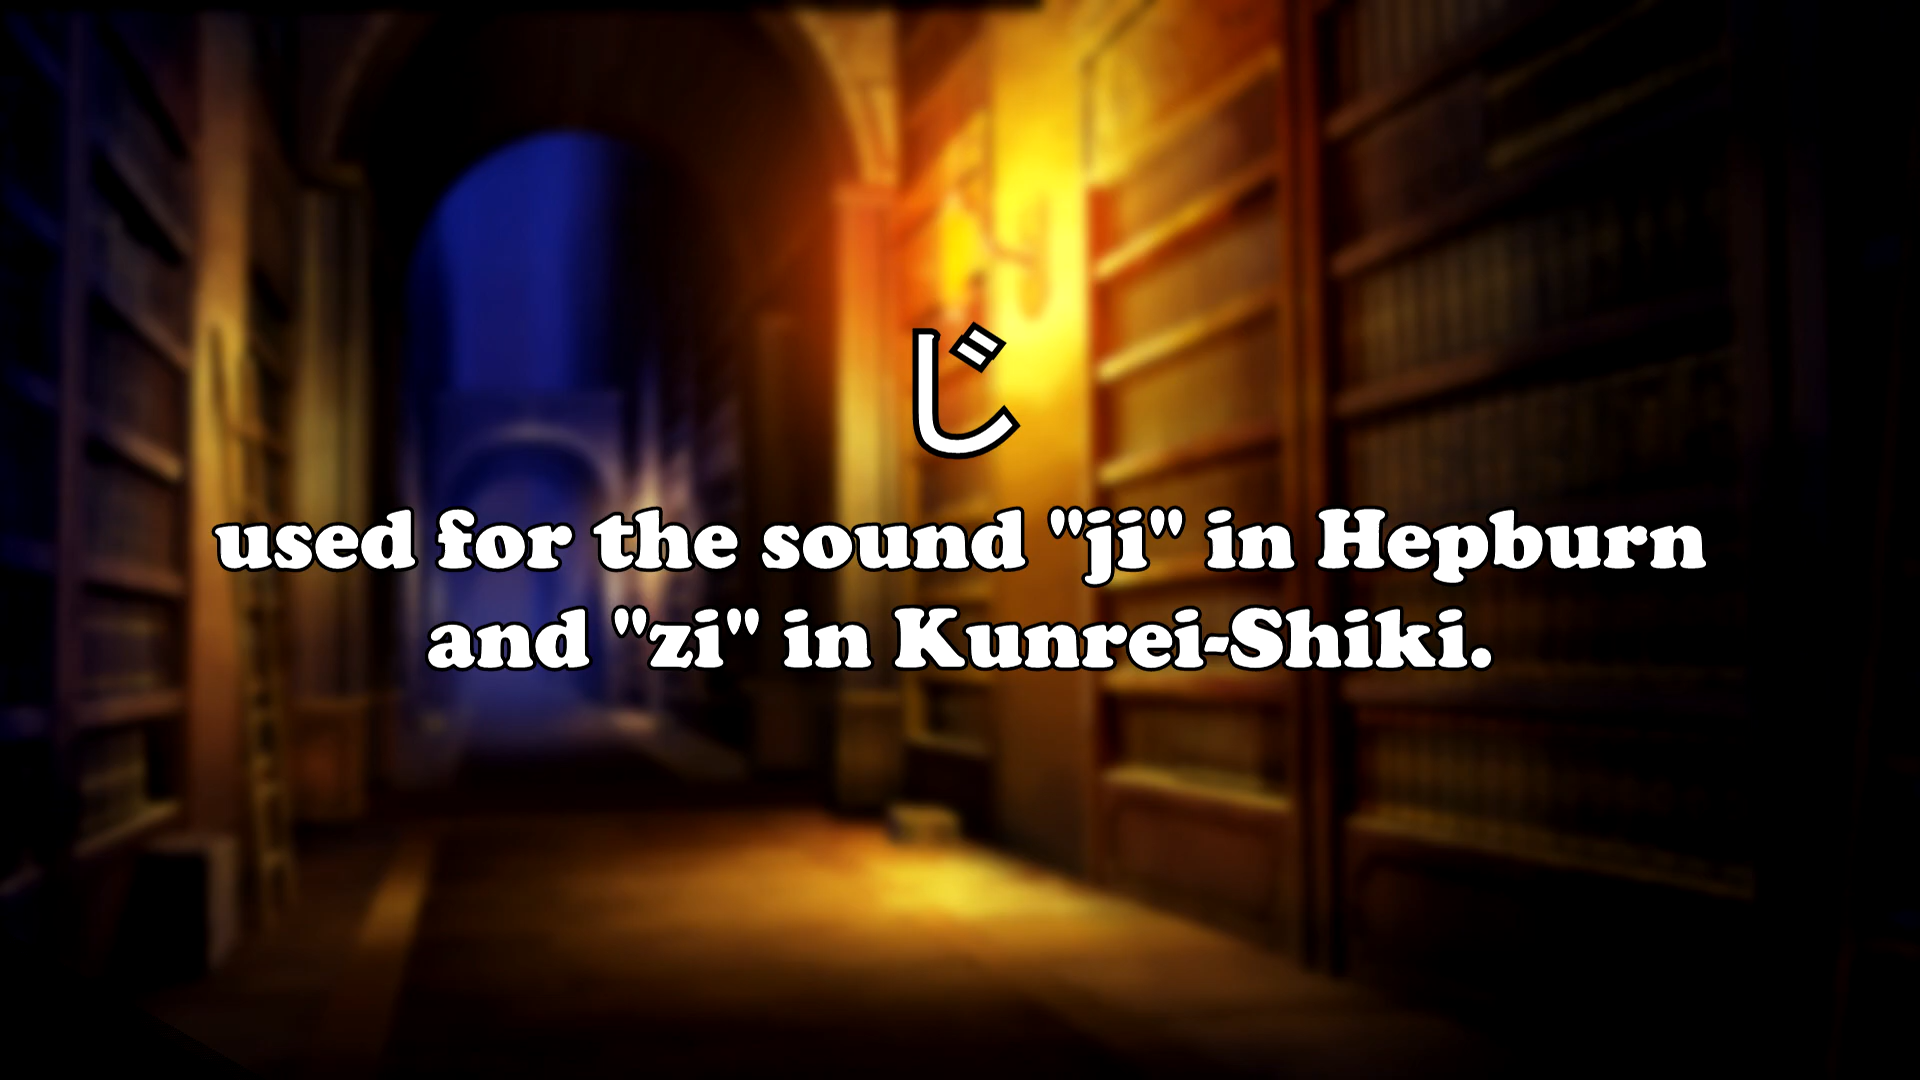 じ
used for the sound "ji" in Hepburn
and "zi" in Kunrei-Shiki.